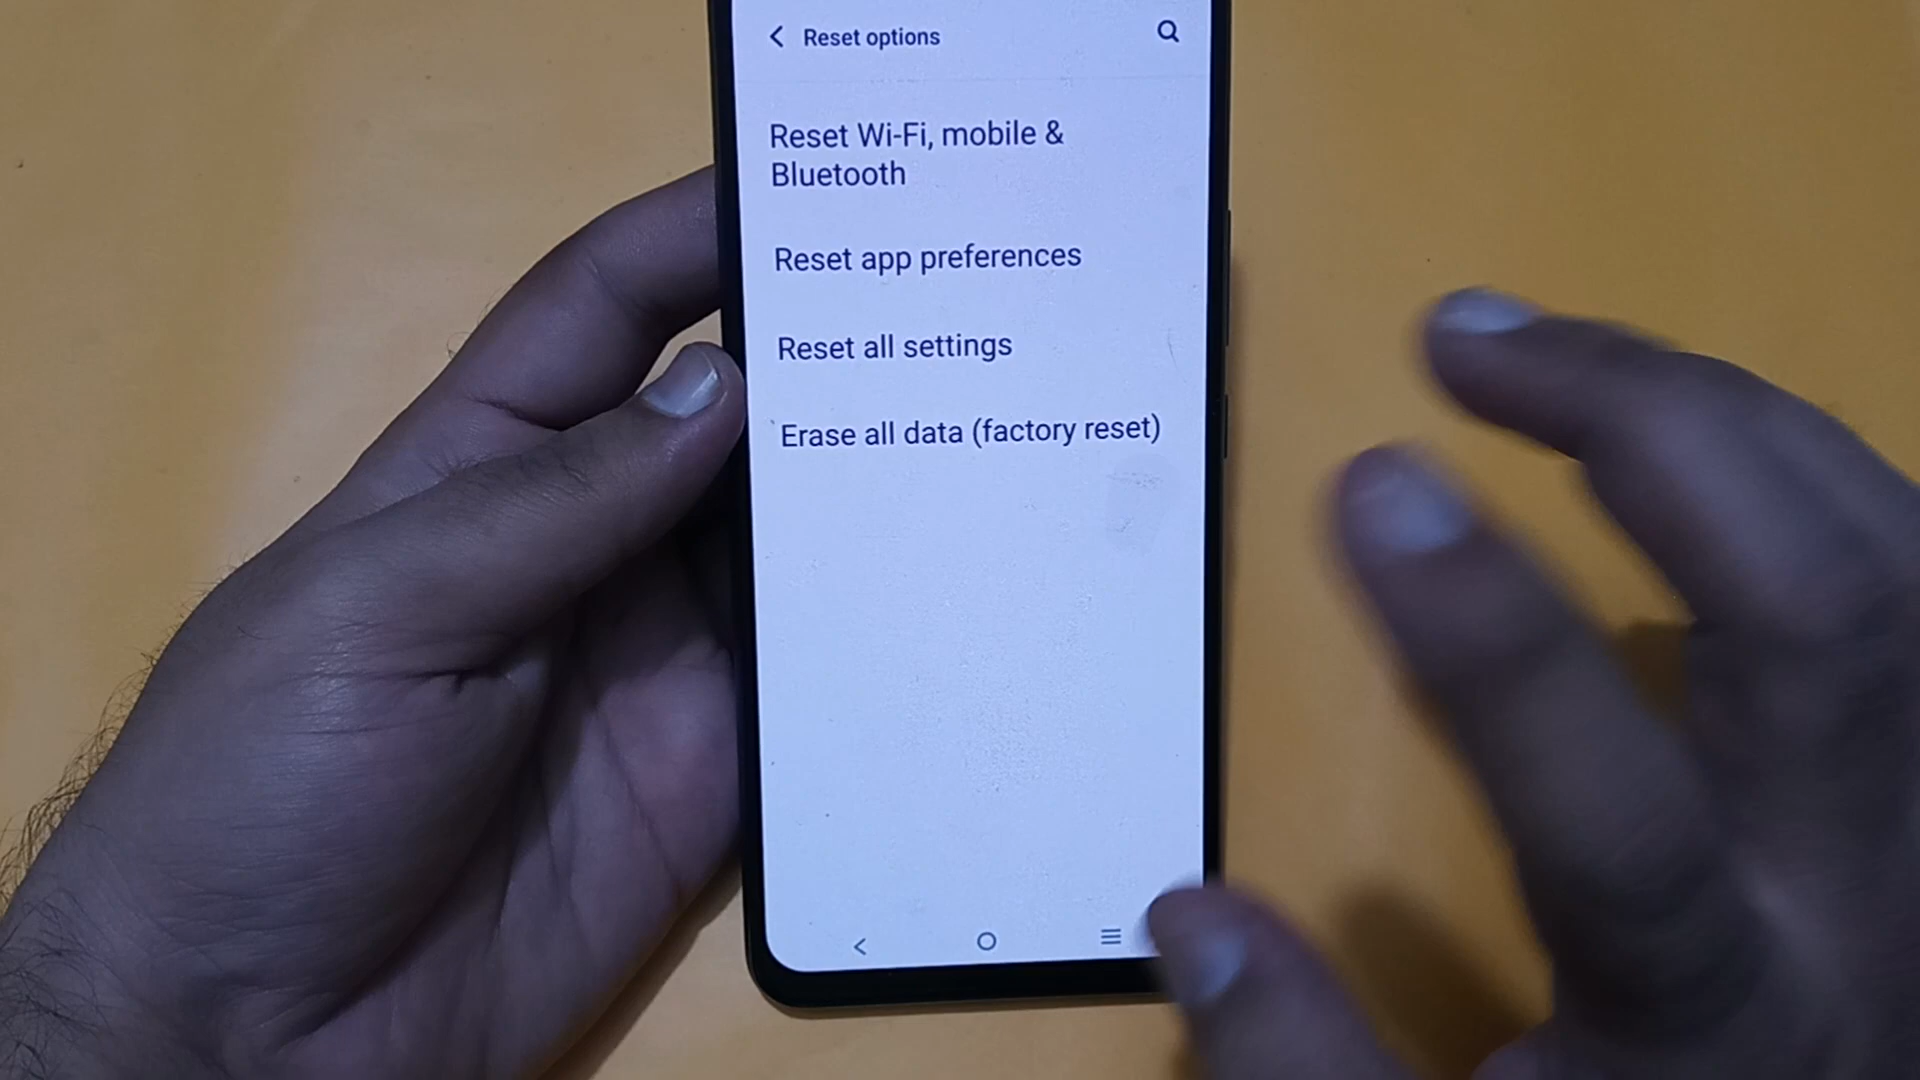 Reset options
Reset Wi-Fi, mobile &
Bluetooth
Reset app preferences
Reset all settings
Erase all data (factory reset)